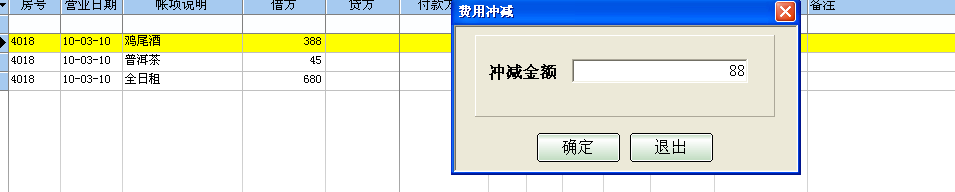 房号 营业日期 帐项说明 借方 贷方 付款方 备注
4018 10-03-10 鸡尾酒 388
4018 10-03-10 普洱茶 45
4018 10-03-10 全日租 680
费用冲减
冲减金额 88
确定 退出